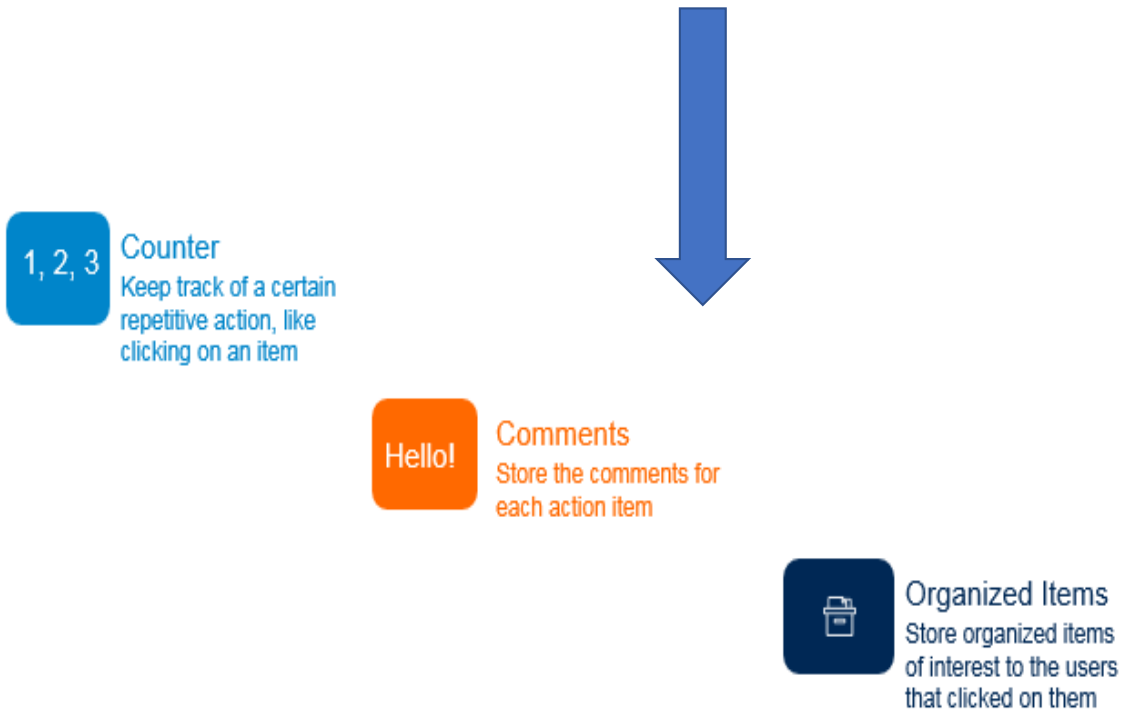 1, 2, 3
Counter
Keep track of a certain
repetitive action, like
clicking on an item
Hello!
Comments
Store the comments for
each action item
Organized Items
Store organized items
of interest to the users
that clicked on them